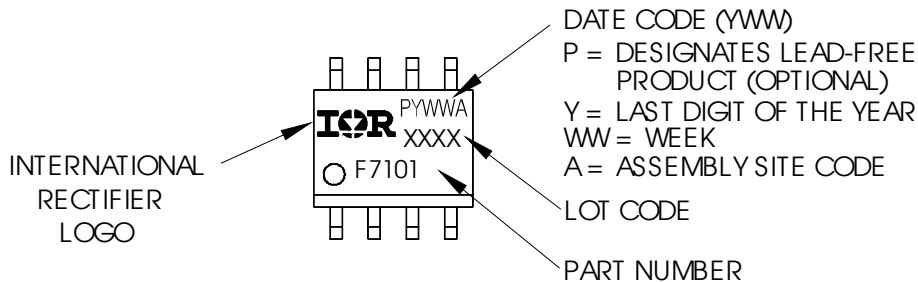 DATE CODE (YWW)
P = DESIGNATES LEAD-FREE
PRODUCT (OPTIONAL)
Y = LAST DIGIT OF THE YEAR
WW = WEEK
A = ASSEMBLY SITE CODE
LOT CODE
PART NUMBER
INTERNATIONAL
RECTIFIER
LOGO
IOR
PYWWA
XXXX
F7101